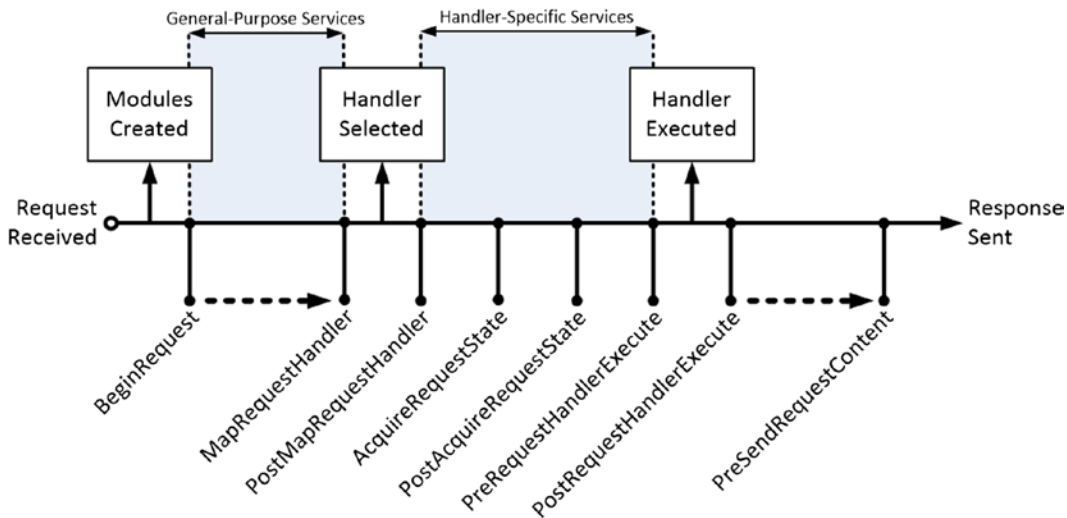 General-Purpose Services
Handler-Specific Services
Modules
Created
Handler
Selected
Handler
Executed
Request
Received
Response
Sent
BeginRequest
MapRequestHandler
PostMapRequestHandler
AcquireRequestState
PostAcquireRequestState
PreRequestHandlerExecute
PostRequestHandlerExecute
PreSendRequestContent